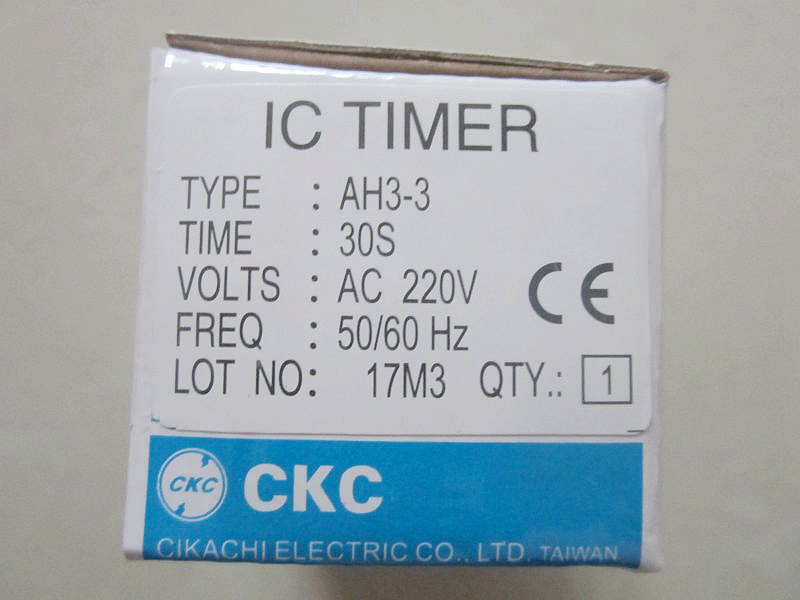 IC TIMER
TYPE : AH3-3
TIME : 30S
VOLTS : AC 220V
FREQ : 50/60 Hz
LOT NO: 17M3 QTY.: 1
CE
CKC CKC
CIKACHI ELECTRIC CO., LTD. TAIWAN